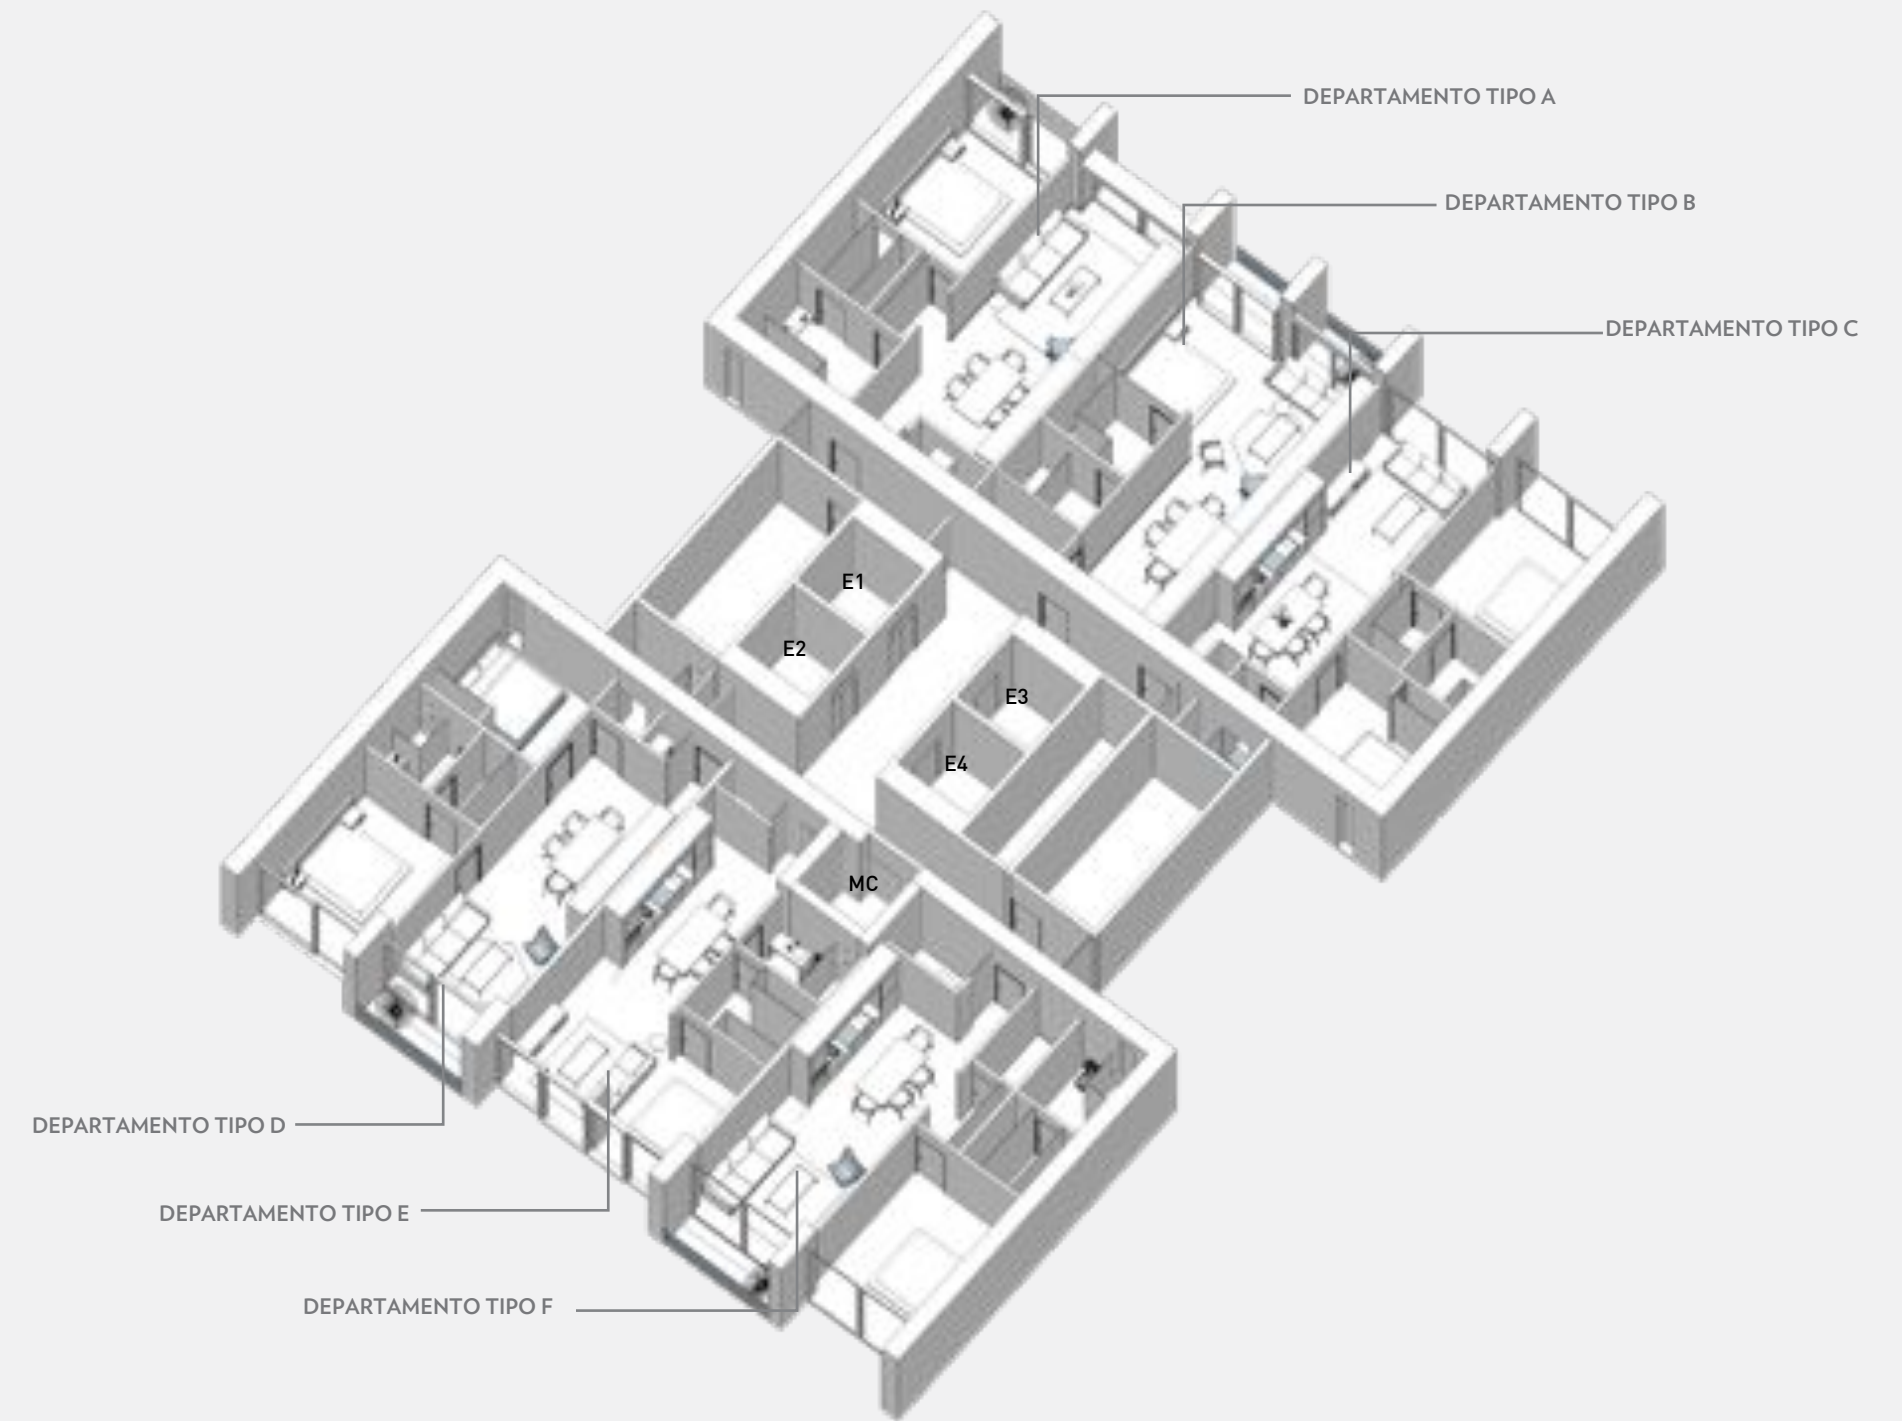 DEPARTAMENTO TIPO A
DEPARTAMENTO TIPO B
DEPARTAMENTO TIPO C
E1
E2
E3
E4
MC
DEPARTAMENTO TIPO D
DEPARTAMENTO TIPO E
DEPARTAMENTO TIPO F